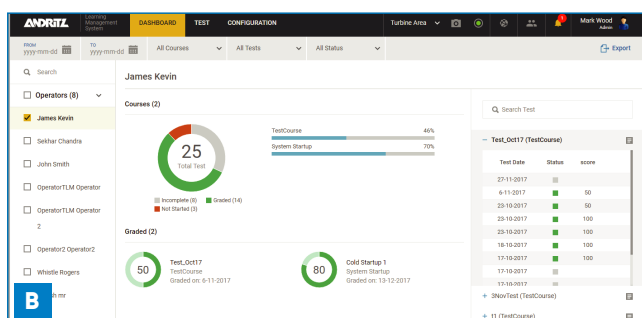 ANDRITZ
Learning
Management
System
DASHBOARD
TEST
CONFIGURATION
Turbine Area
1
Mark Wood
Admin
FROM
yyyy-mm-dd
TO
yyyy-mm-dd
All Courses
All Tests
All Status
Export
Search
Operators (8)
James Kevin
Sekhar Chandra
John Smith
OperatorTLM Operator
OperatorTLM Operator
2
Operator2 Operator2
Whistle Rogers
mr
B
James Kevin
Courses (2)
25
Total Test
Incomplete (8)
Graded (14)
Not Started (3)
TestCourse
46%
System Startup
70%
Graded (2)
50
Test_Oct17
TestCourse
Graded on: 6-11-2017
80
Cold Startup 1
System Startup
Graded on: 13-12-2017
Search Test
− Test_Oct17 (TestCourse)
Test Date Status score
27-11-2017
6-11-2017 50
23-10-2017 50
23-10-2017 100
23-10-2017 100
18-10-2017 100
17-10-2017 100
17-10-2017
17-10-2017
+ 3NovTest (TestCourse)
+ t1 (TestCourse)